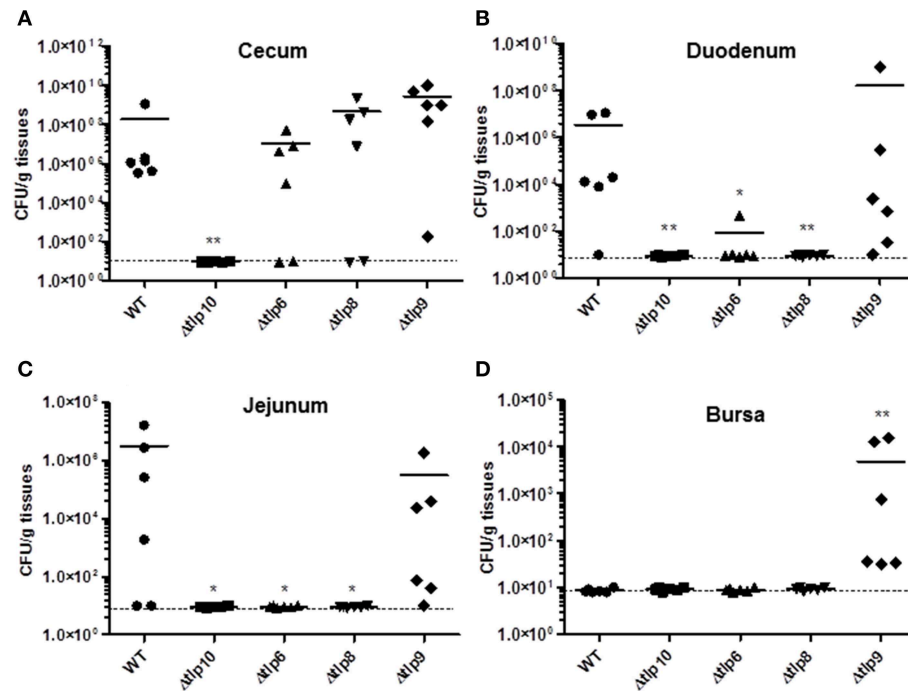 A
Cecum
CFU/g tissues
1.0×10¹²
1.0×10¹⁰
1.0×10⁰⁸
1.0×10⁰⁶
1.0×10⁰⁴
1.0×10⁰²
1.0×10⁰⁰
**
WT
Δtlp10
Δtlp6
Δtlp8
Δtlp9
B
Duodenum
CFU/g tissues
1.0×10¹⁰
1.0×10⁰⁸
1.0×10⁰⁶
1.0×10⁰⁴
1.0×10⁰²
1.0×10⁰⁰
** * **
WT
Δtlp10
Δtlp6
Δtlp8
Δtlp9
C
Jejunum
CFU/g tissues
1.0×10⁸
1.0×10⁶
1.0×10⁴
1.0×10²
1.0×10⁰
* * *
WT
Δtlp10
Δtlp6
Δtlp8
Δtlp9
D
Bursa
CFU/g tissues
1.0×10⁵
1.0×10⁴
1.0×10³
1.0×10²
1.0×10¹
1.0×10⁰
**
WT
Δtlp10
Δtlp6
Δtlp8
Δtlp9